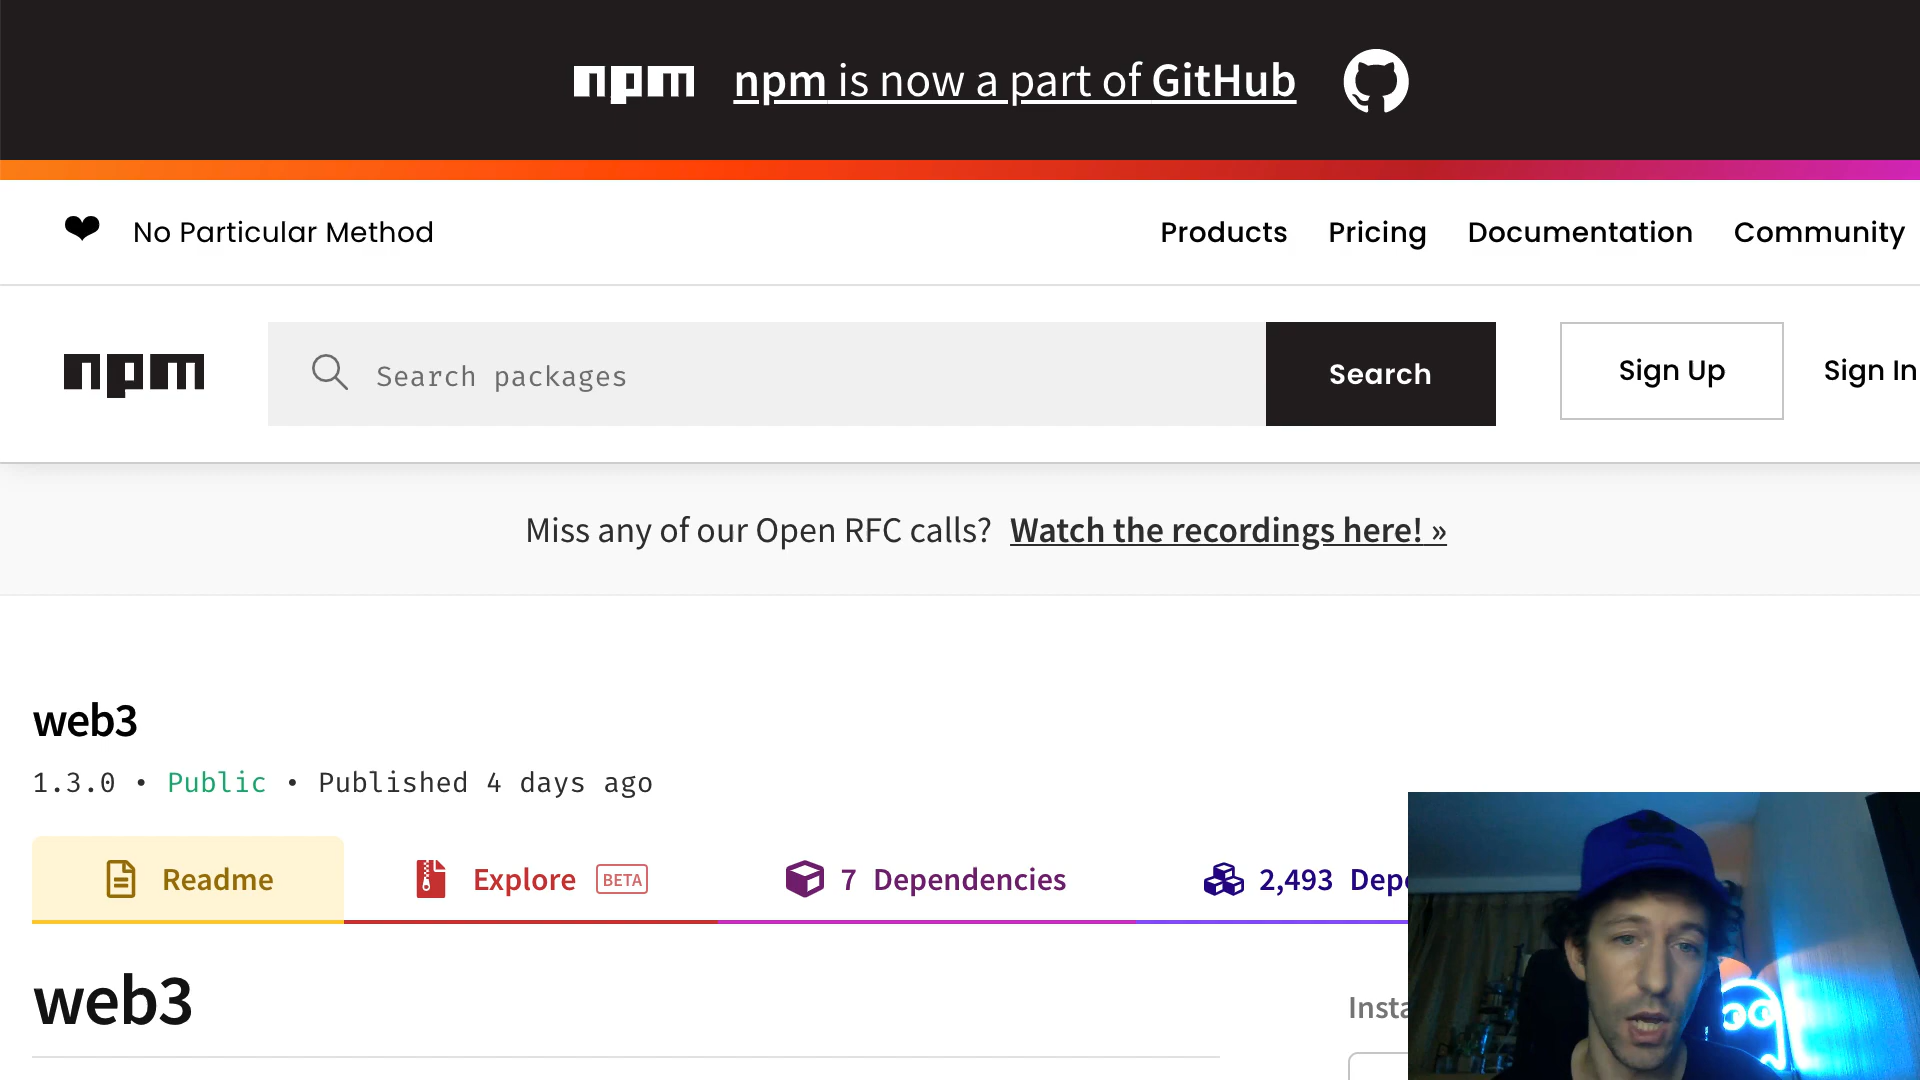 npm npm is now a part of GitHub
❤ No Particular Method Products Pricing Documentation Community
npm Search packages Search Sign Up Sign In
Miss any of our Open RFC calls? Watch the recordings here! »
web3
1.3.0 • Public • Published 4 days ago
Readme Explore BETA 7 Dependencies 2,493 Depe
web3
Insta